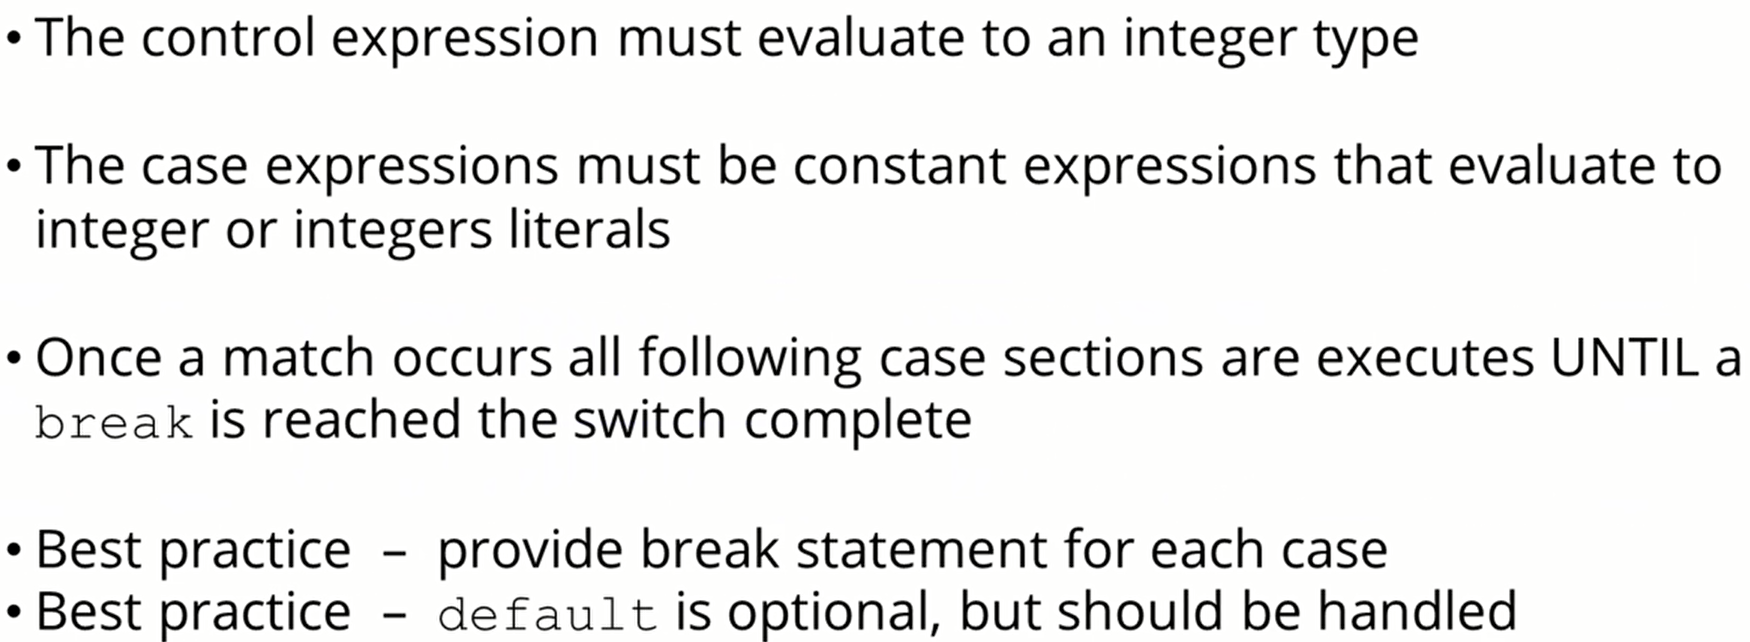 • The control expression must evaluate to an integer type
• The case expressions must be constant expressions that evaluate to
integer or integers literals
• Once a match occurs all following case sections are executes UNTIL a
break is reached the switch complete
• Best practice – provide break statement for each case
• Best practice – default is optional, but should be handled